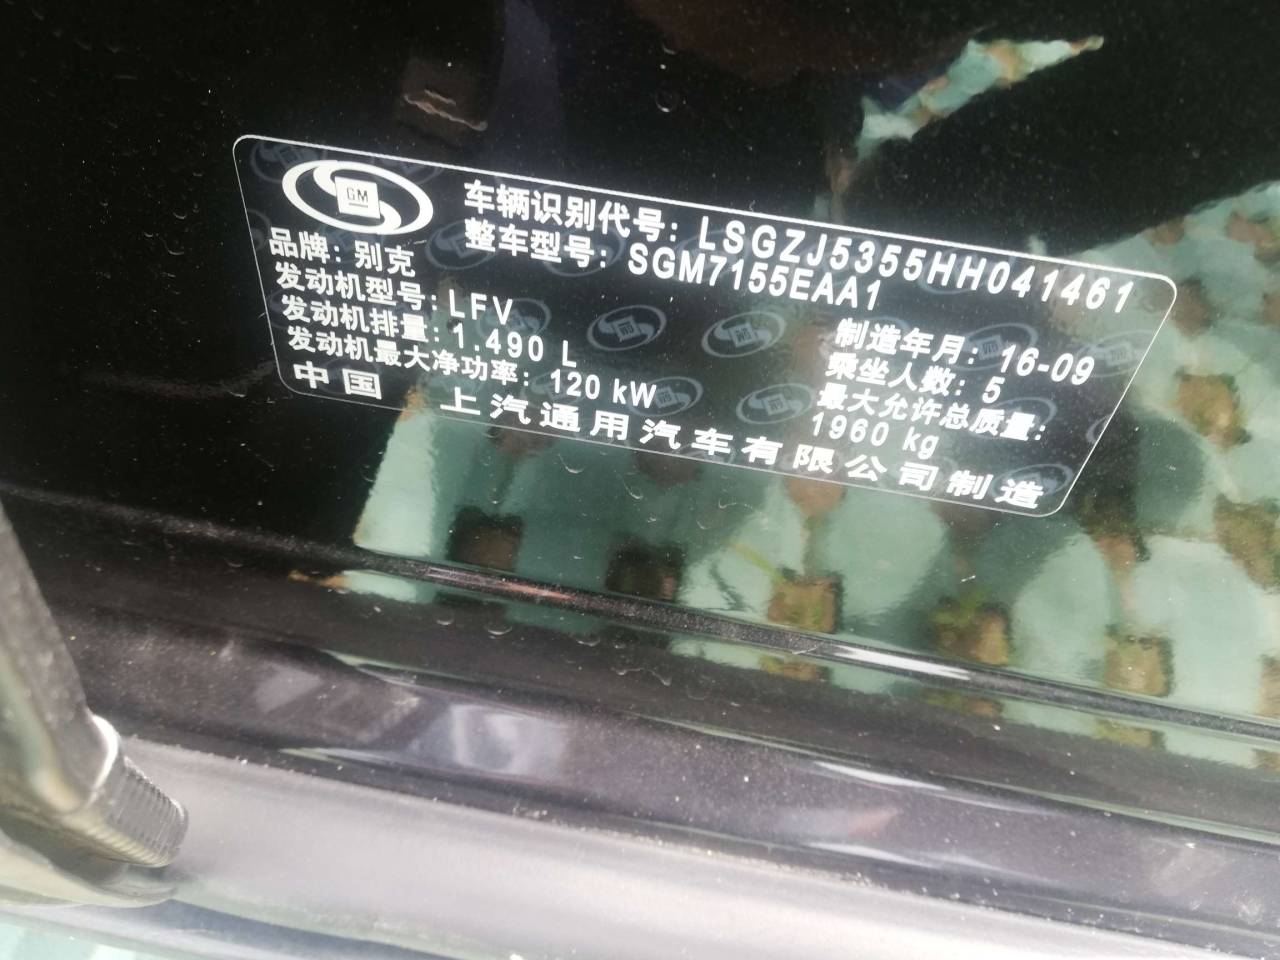 GM
车辆识别代号: LSGZJ5355HH041461
整车型号: SGM7155EAA1
品牌: 别克
发动机型号: LFV
制造年月: 16-09
发动机排量: 1.490 L
乘坐人数: 5
发动机最大净功率: 120 kW
最大允许总质量:
1960 kg
中国 上汽通用汽车有限公司制造